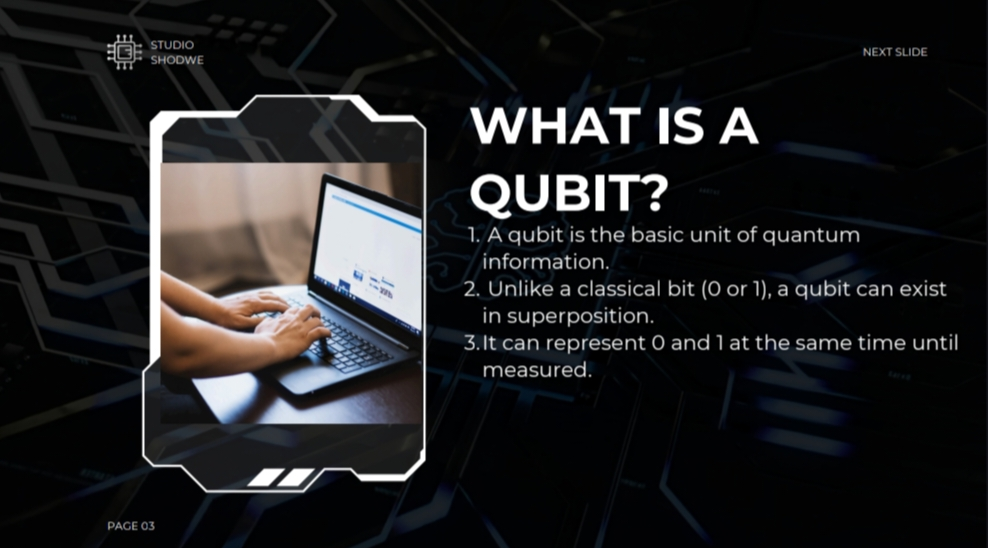 STUDIO
SHODWE
NEXT SLIDE
WHAT IS A
QUBIT?
1. A qubit is the basic unit of quantum
information.
2. Unlike a classical bit (0 or 1), a qubit can exist
in superposition.
3. It can represent 0 and 1 at the same time until
measured.
PAGE 03